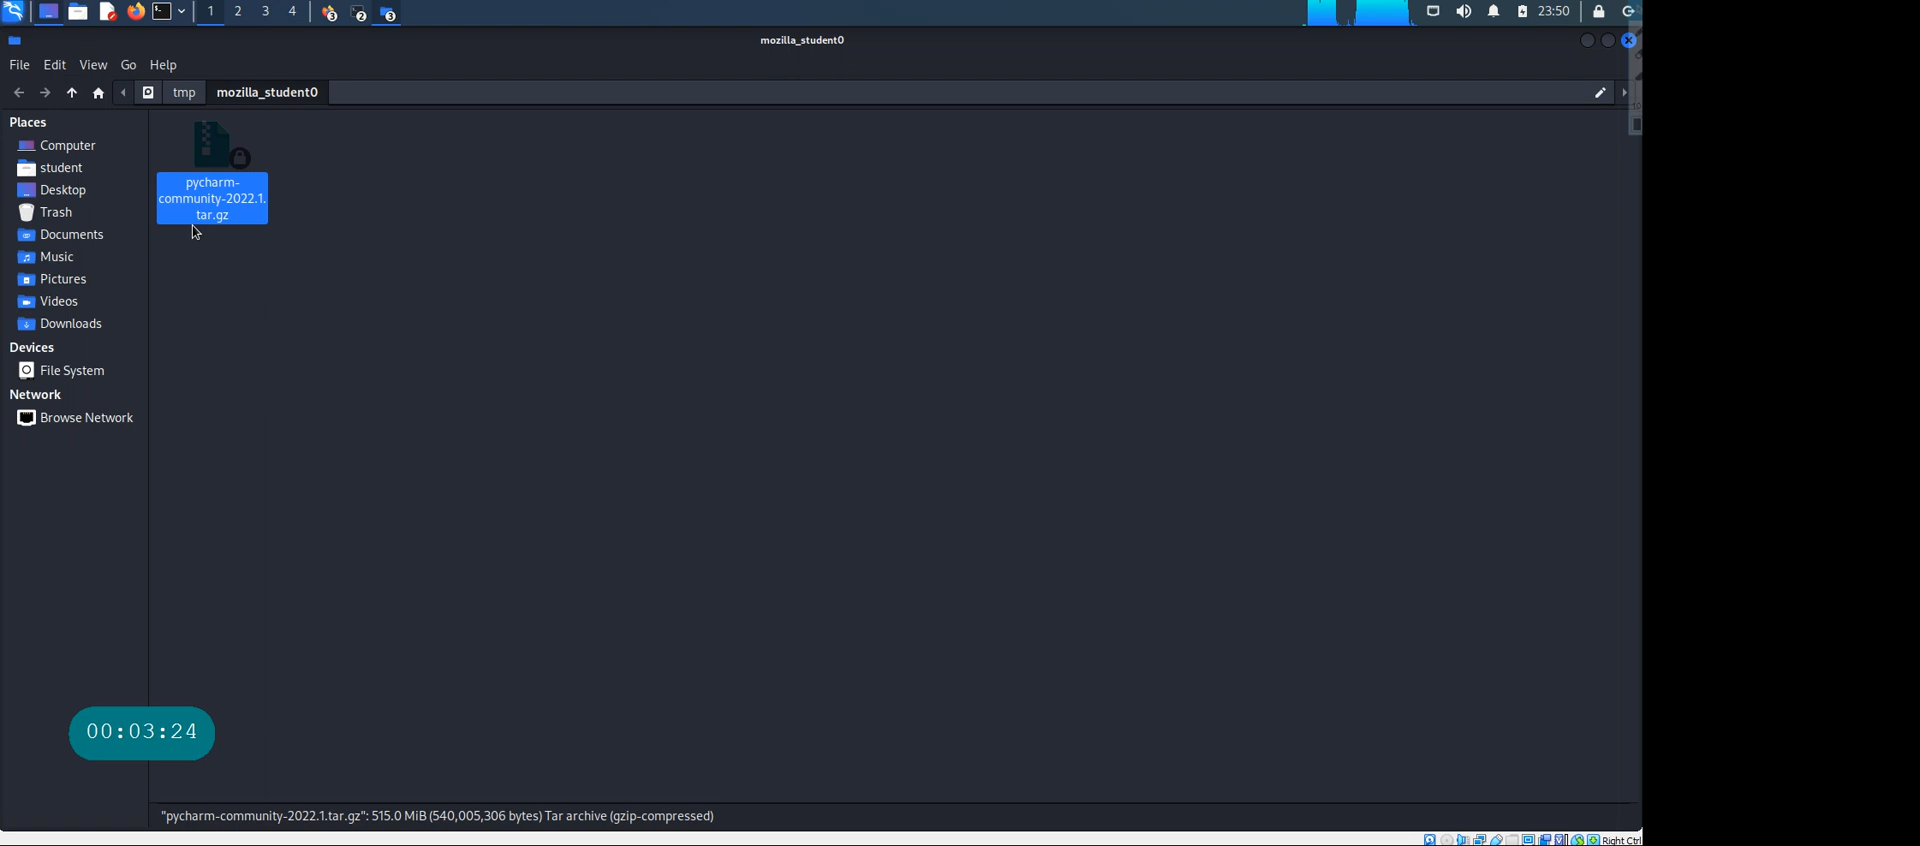 1 2 3 4 3 2 3 23:50
mozilla_student0
File Edit View Go Help
tmp mozilla_student0
Places
Computer
student
Desktop
Trash
Documents
Music
Pictures
Videos
Downloads
Devices
File System
Network
Browse Network
pycharm-
community-2022.1.
tar.gz
00:03:24
"pycharm-community-2022.1.tar.gz": 515.0 MiB (540,005,306 bytes) Tar archive (gzip-compressed)
Right Ctrl